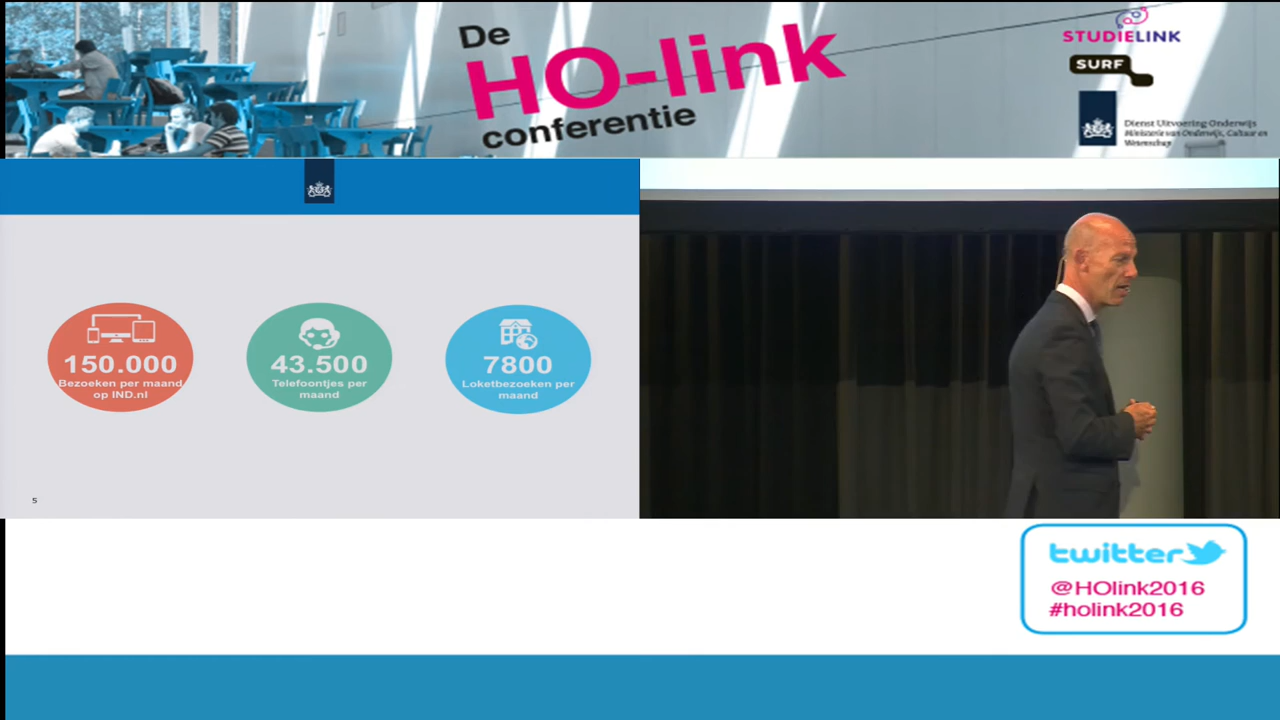 De
HO-link
conferentie
STUDIELINK
SURF
Dienst Uitvoering Onderwijs
Ministerie van Onderwijs, Cultuur en
Wetenschap
150.000
Bezoeken per maand
op IND.nl
43.500
Telefoontjes per
maand
7800
Loketbezoeken per
maand
5
twitter
@HOlink2016
#holink2016